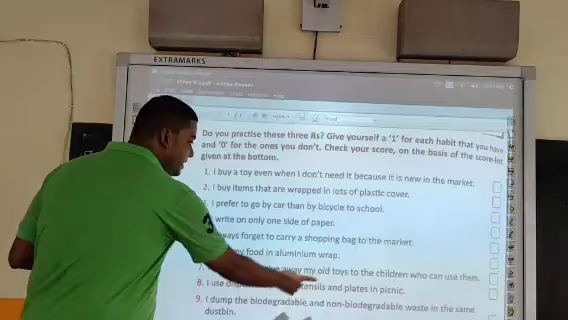 EXTRAMARKS
Do you practise these three Rs? Give yourself a '1' for each habit that you have
and '0' for the ones you don't. Check your score, on the basis of the score-list
given at the bottom.
1. I buy a toy even when I don't need it because it is new in the market.
2. I buy items that are wrapped in lots of plastic cover.
3. I prefer to go by car than by bicycle to school.
write on only one side of paper.
always forget to carry a shopping bag to the market.
my food in aluminium wrap.
7. give away my old toys to the children who can use them.
8. I use utensils and plates in picnic.
9. I dump the biodegradable and non-biodegradable waste in the same
dustbin.